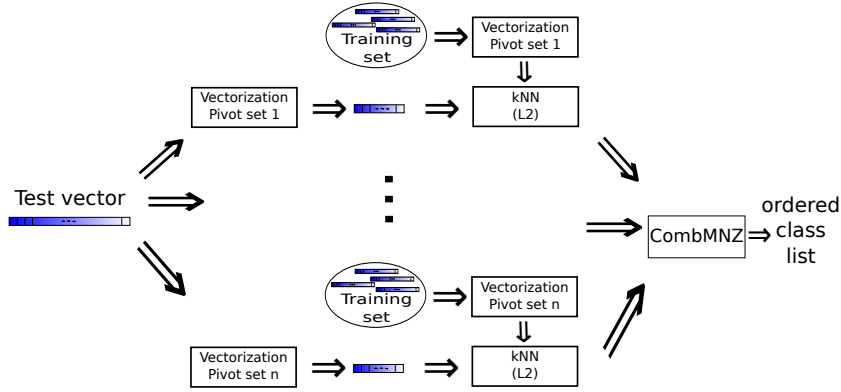 Training
set
Vectorization
Pivot set 1
Vectorization
Pivot set 1
kNN
(L2)
Test vector
CombMNZ
ordered
class
list
Training
set
Vectorization
Pivot set n
Vectorization
Pivot set n
kNN
(L2)